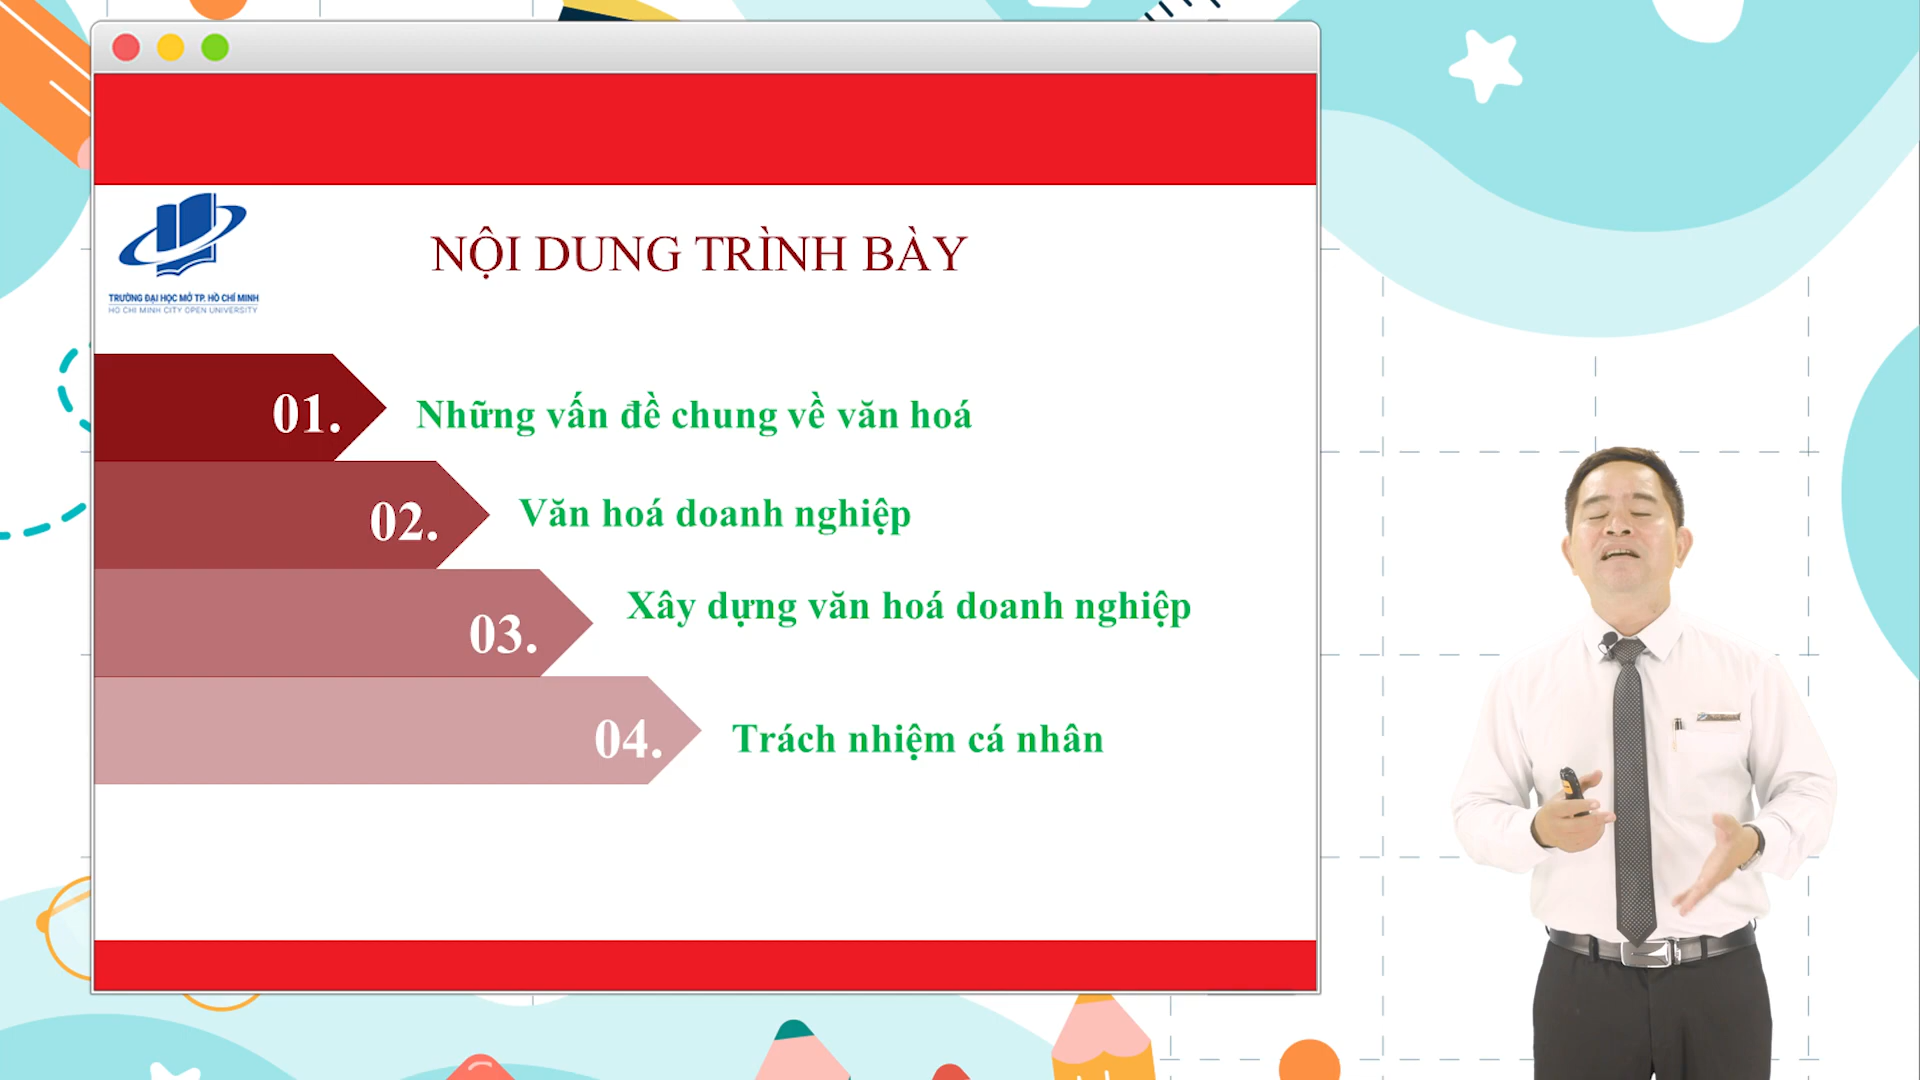 TRƯỜNG ĐẠI HỌC MỞ TP. HỒ CHÍ MINH
HO CHI MINH CITY OPEN UNIVERSITY
NỘI DUNG TRÌNH BÀY
01. Những vấn đề chung về văn hoá
02. Văn hoá doanh nghiệp
03. Xây dựng văn hoá doanh nghiệp
04. Trách nhiệm cá nhân